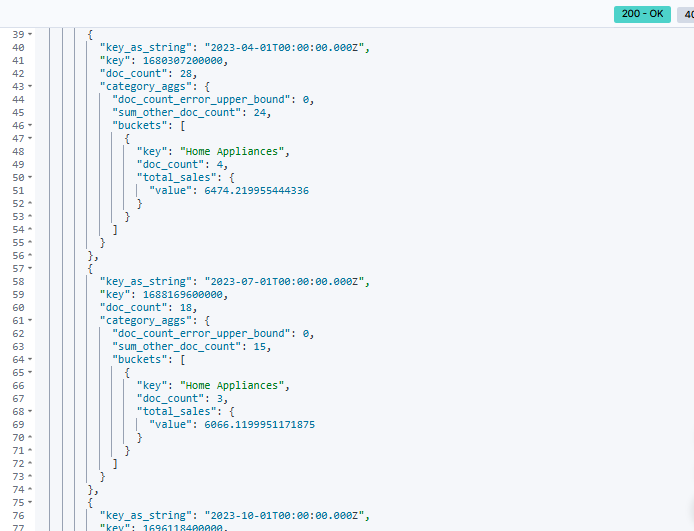 200 - OK
40
39 {
40 "key_as_string": "2023-04-01T00:00:00.000Z",
41 "key": 1680307200000,
42 "doc_count": 28,
43 "category_aggs": {
44 "doc_count_error_upper_bound": 0,
45 "sum_other_doc_count": 24,
46 "buckets": [
47 {
48 "key": "Home Appliances",
49 "doc_count": 4,
50 "total_sales": {
51 "value": 6474.219955444336
52 }
53 }
54 ]
55 }
56 },
57 {
58 "key_as_string": "2023-07-01T00:00:00.000Z",
59 "key": 1688169600000,
60 "doc_count": 18,
61 "category_aggs": {
62 "doc_count_error_upper_bound": 0,
63 "sum_other_doc_count": 15,
64 "buckets": [
65 {
66 "key": "Home Appliances",
67 "doc_count": 3,
68 "total_sales": {
69 "value": 6066.1199951171875
70 }
71 }
72 ]
73 }
74 },
75 {
76 "key_as_string": "2023-10-01T00:00:00.000Z",
77 "key": 1696118400000,